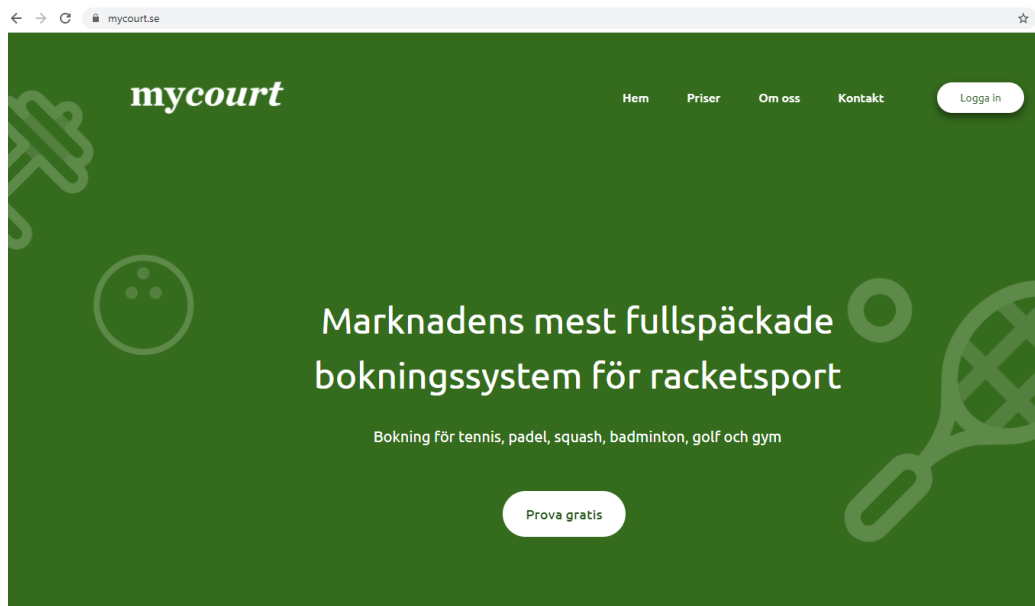 mycourt.se
mycourt
Hem
Priser
Om oss
Kontakt
Logga in
Marknadens mest fullspäckade
bokningssystem för racketsport
Bokning för tennis, padel, squash, badminton, golf och gym
Prova gratis